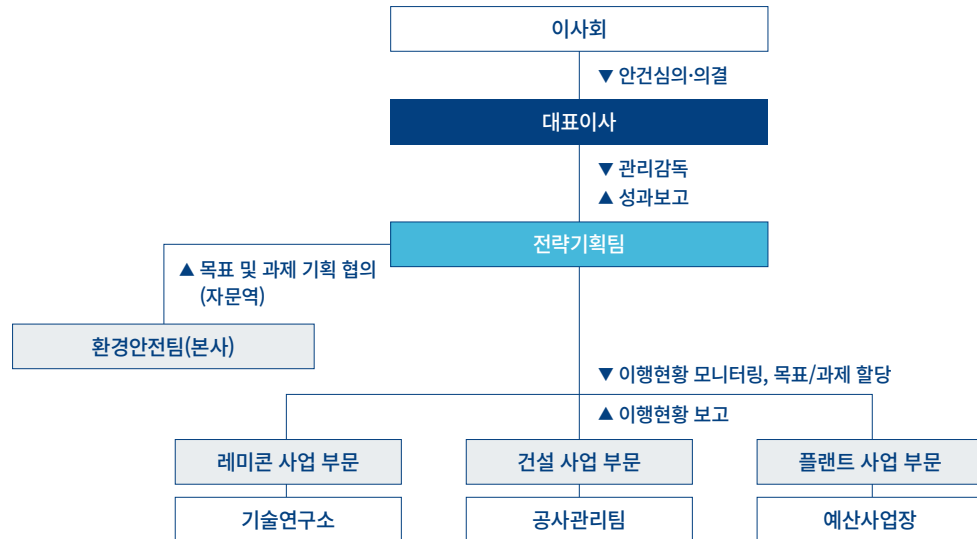 이사회
▼ 안건심의·의결
대표이사
▼ 관리감독
▲ 성과보고
전략기획팀
▲ 목표 및 과제 기획 협의
(자문역)
환경안전팀(본사)
▼ 이행현황 모니터링, 목표/과제 할당
▲ 이행현황 보고
레미콘 사업 부문
건설 사업 부문
플랜트 사업 부문
기술연구소
공사관리팀
예산사업장